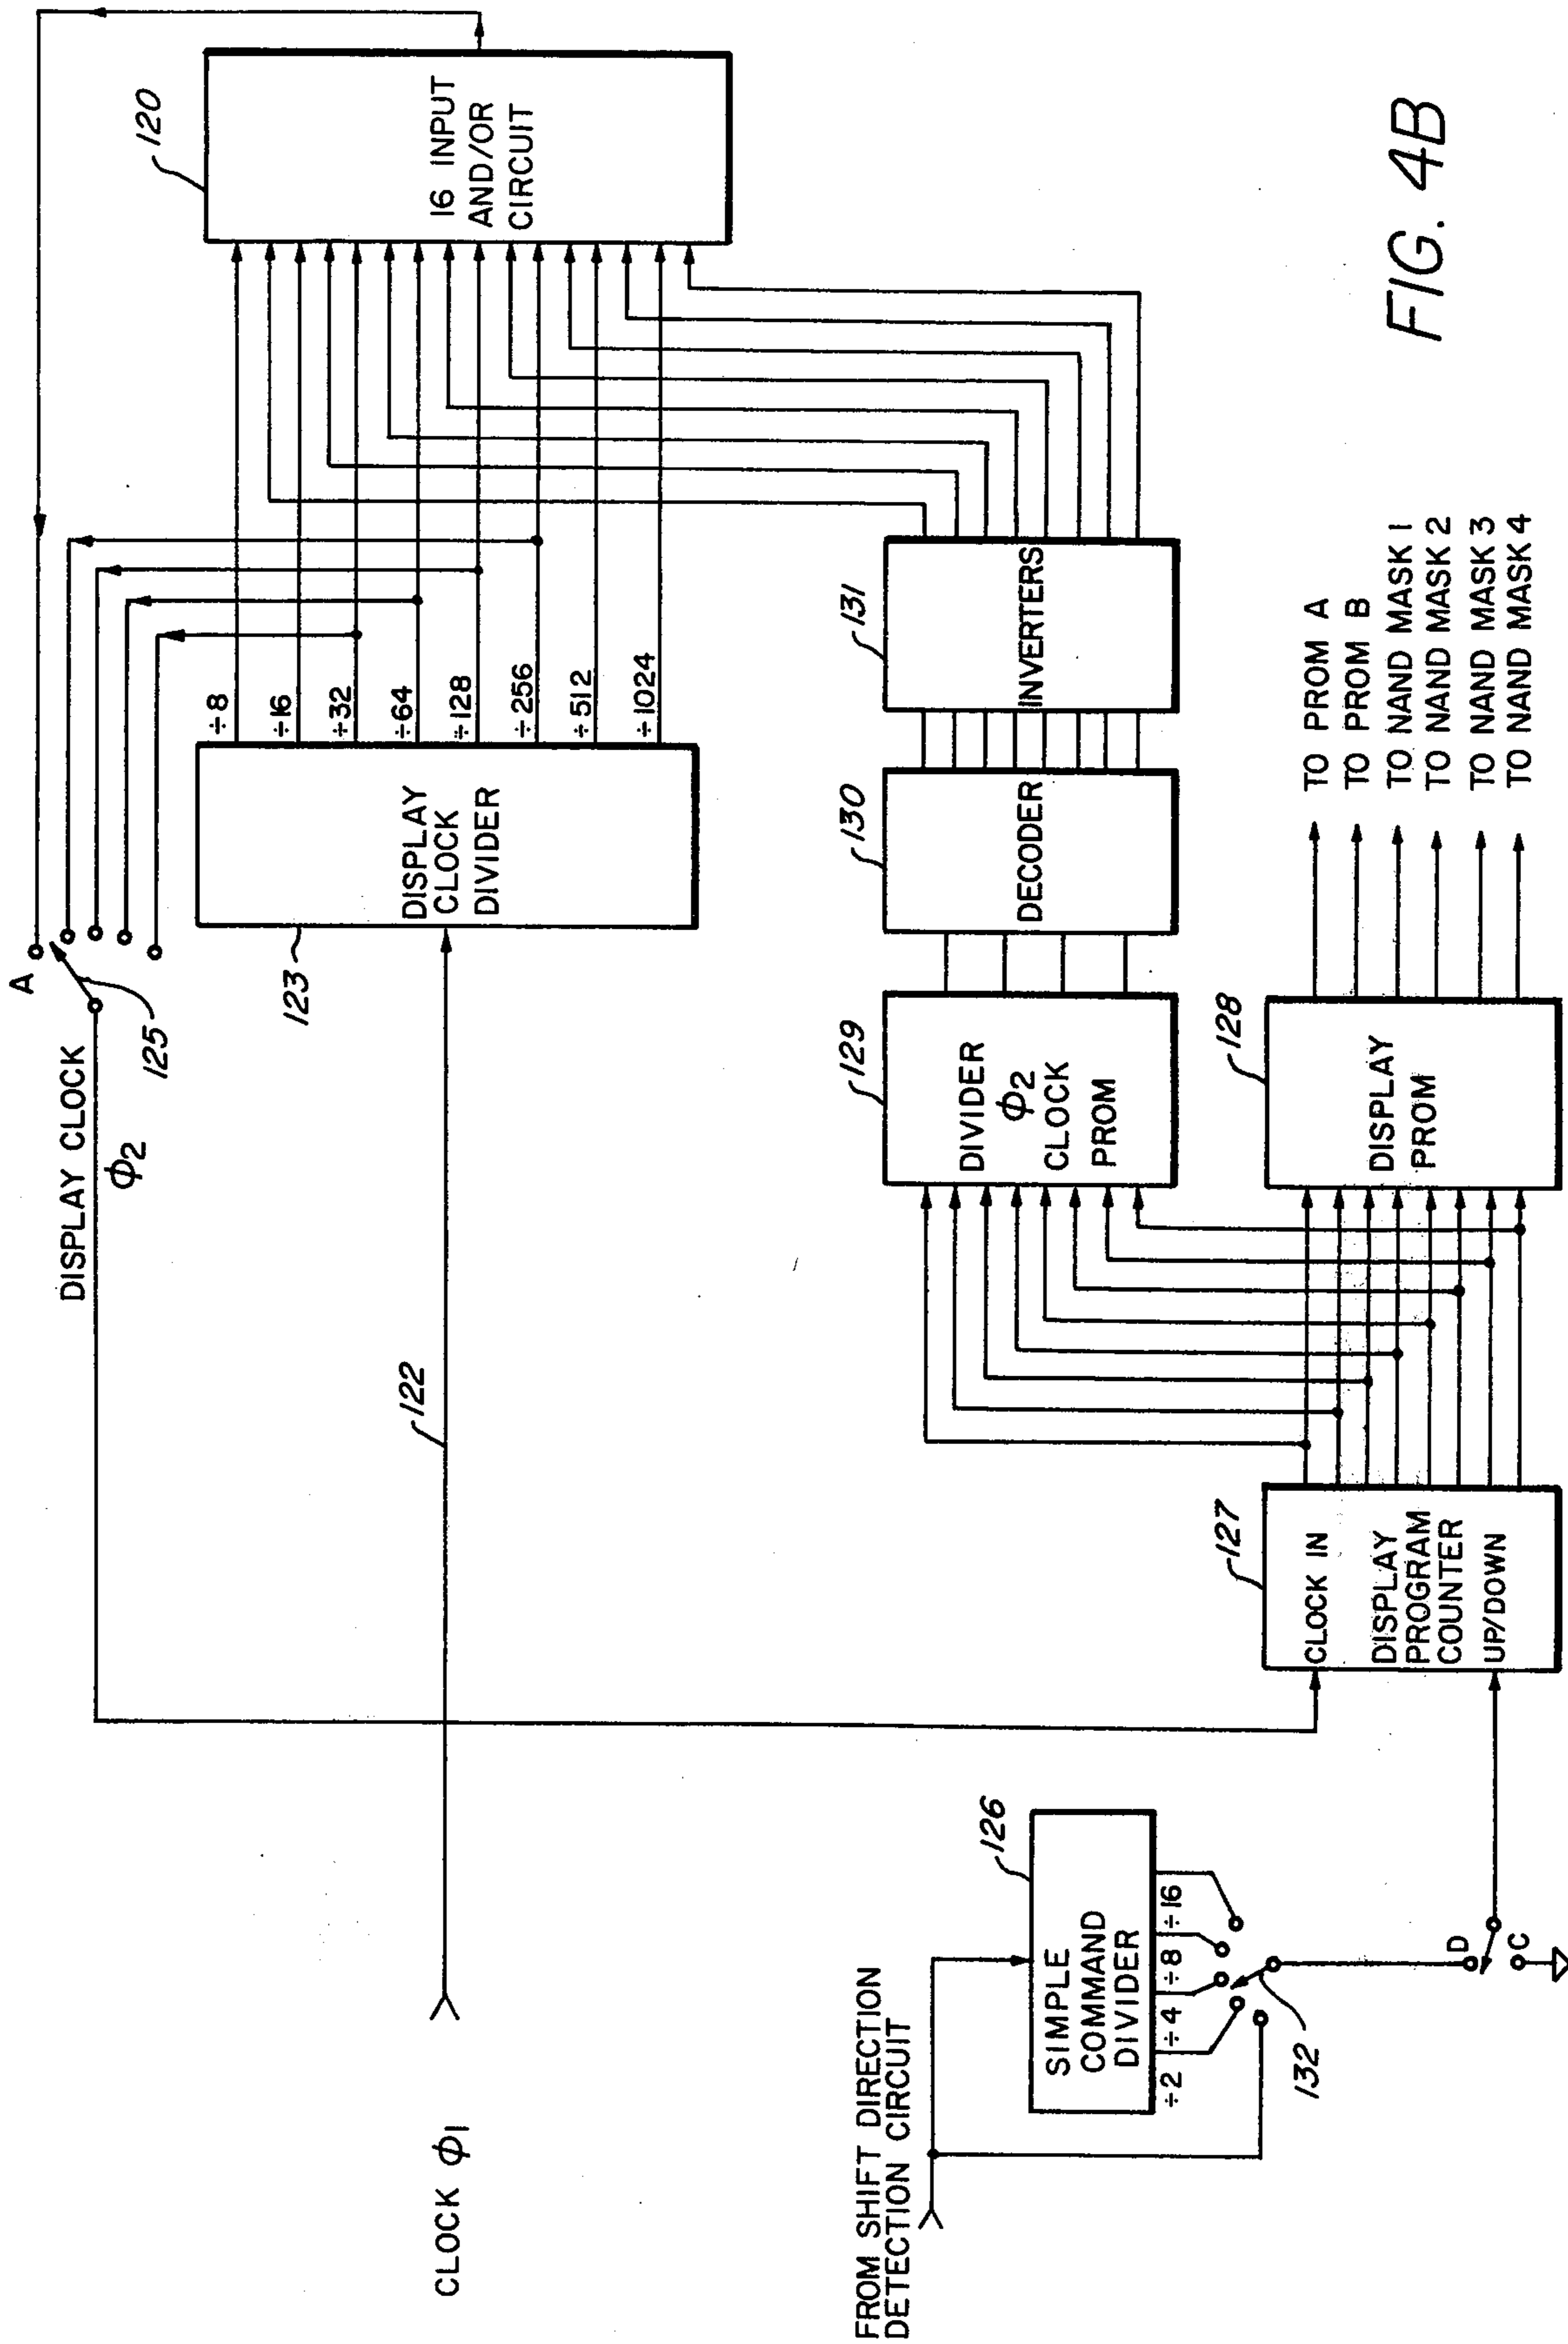 A
DISPLAY CLOCK
Φ2
125
120
16 INPUT
AND/OR
CIRCUIT
÷8
÷16
÷32
÷64
÷128
÷256
÷512
÷1024
DISPLAY
CLOCK
DIVIDER
123
122
CLOCK Φ1
131
INVERTERS
130
DECODER
129
DIVIDER
Φ2
CLOCK
PROM
128
DISPLAY
PROM
TO PROM A
TO PROM B
TO NAND MASK 1
TO NAND MASK 2
TO NAND MASK 3
TO NAND MASK 4
127
CLOCK IN
DISPLAY
PROGRAM
COUNTER
UP/DOWN
126
SIMPLE
COMMAND
DIVIDER
÷2
÷4
÷8
÷16
132
D
C
FROM SHIFT DIRECTION
DETECTION CIRCUIT
FIG. 4B